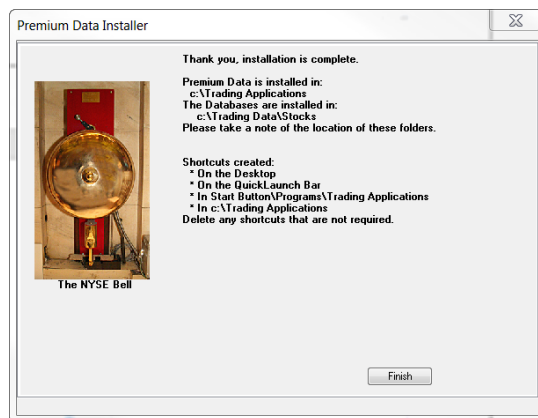 Premium Data Installer
Thank you, installation is complete.
Premium Data is installed in:
c:\Trading Applications
The Databases are installed in:
c:\Trading Data\Stocks
Please take a note of the location of these folders.
Shortcuts created:
* On the Desktop
* On the QuickLaunch Bar
* In Start Button\Programs\Trading Applications
* In c:\Trading Applications
Delete any shortcuts that are not required.
The NYSE Bell
Finish